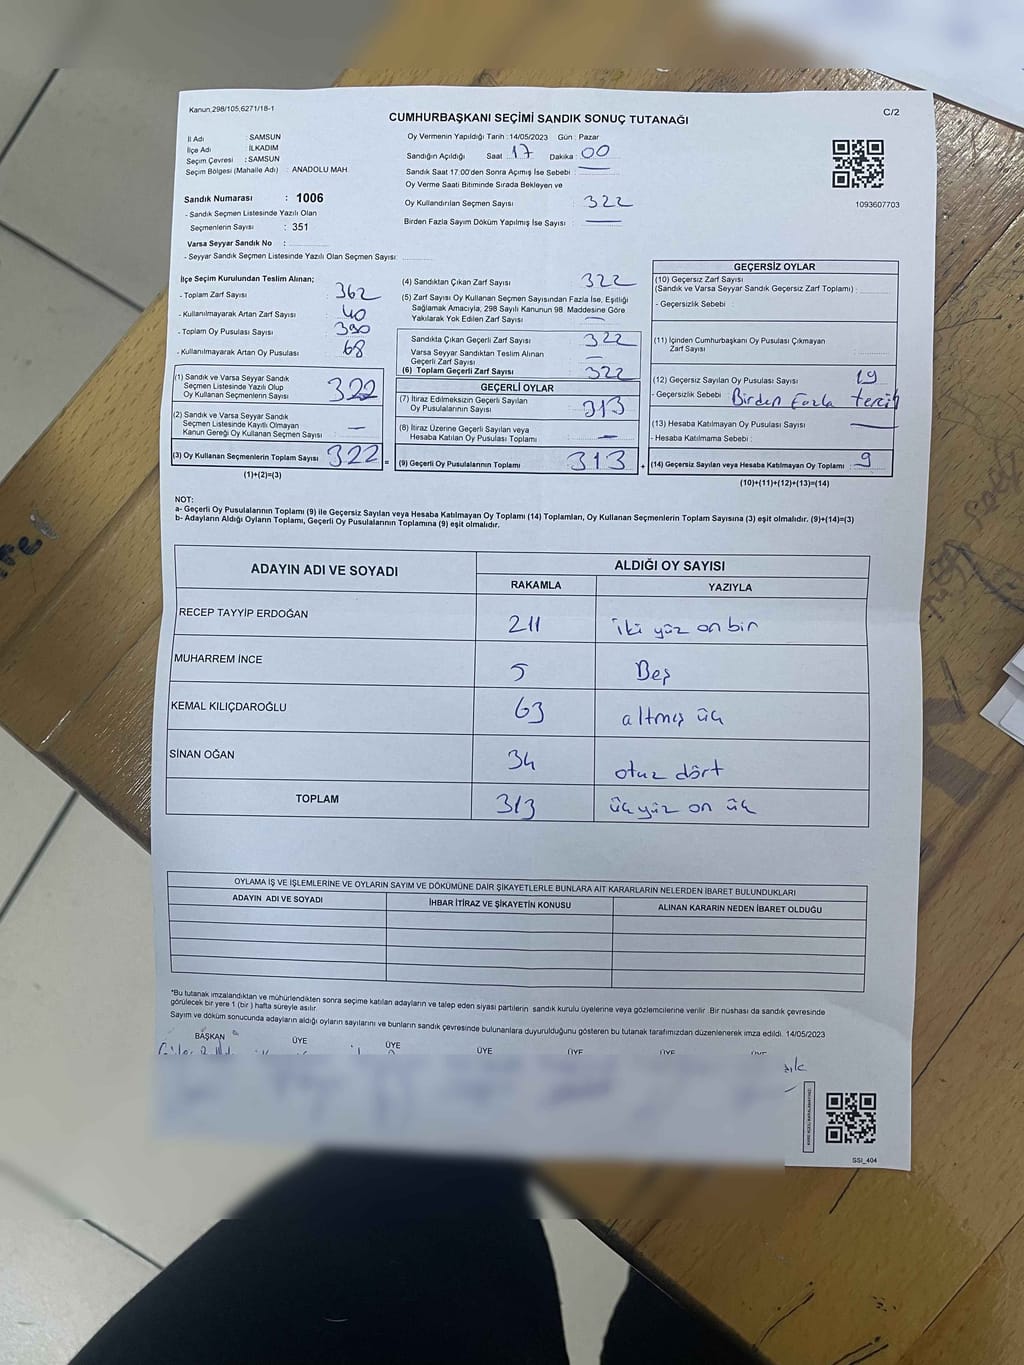 Kanun,298/105,6271/18-1
C/2
CUMHURBAŞKANI SEÇİMİ SANDIK SONUÇ TUTANAĞI
İl Adı : SAMSUN
İlçe Adı : İLKADIM
Seçim Çevresi : SAMSUN
Seçim Bölgesi (Mahalle Adı) : ANADOLU MAH.
Sandık Numarası : 1006
- Sandık Seçmen Listesinde Yazılı Olan
Seçmenlerin Sayısı : 351
Varsa Seyyar Sandık No :
- Seyyar Sandık Seçmen Listesinde Yazılı Olan Seçmen Sayısı
Oy Vermenin Yapıldığı Tarih : 14/05/2023 Gün : Pazar
Sandığın Açıldığı Saat : 17 Dakika : 00
Sandık Saat 17:00'den Sonra Açımış İse Sebebi : —
Oy Verme Saati Bitiminde Sırada Bekleyen ve
Oy Kullandırılan Seçmen Sayısı : 322
Birden Fazla Sayım Döküm Yapılmış İse Sayısı : —
1093607703
İlçe Seçim Kurulundan Teslim Alınan;
- Toplam Zarf Sayısı : 362
- Kullanılmayarak Artan Zarf Sayısı : 40
- Toplam Oy Pusulası Sayısı : 390
- Kullanılmayarak Artan Oy Pusulası : 68
(1) Sandık ve Varsa Seyyar Sandık
Seçmen Listesinde Yazılı Olup
Oy Kullanan Seçmenlerin Sayısı : 322
(2) Sandık ve Varsa Seyyar Sandık
Seçmen Listesinde Kayıtlı Olmayan
Kanun Gereği Oy Kullanan Seçmen Sayısı : —
(3) Oy Kullanan Seçmenlerin Toplam Sayısı : 322 =
(1)+(2)=(3)
(4) Sandıktan Çıkan Zarf Sayısı : 322
(5) Zarf Sayısı Oy Kullanan Seçmen Sayısından Fazla İse, Eşitliği
Sağlamak Amacıyla, 298 Sayılı Kanunun 98. Maddesine Göre
Yakılarak Yok Edilen Zarf Sayısı : —
Sandıkta Çıkan Geçerli Zarf Sayısı : 322
Varsa Seyyar Sandıktan Teslim Alınan
Geçerli Zarf Sayısı : —
(6) Toplam Geçerli Zarf Sayısı : 322
GEÇERLİ OYLAR
(7) İtiraz Edilmeksizin Geçerli Sayılan
Oy Pusulalarının Sayısı : 313
(8) İtiraz Üzerine Geçerli Sayılan veya
Hesaba Katılan Oy Pusulası Toplamı : —
(9) Geçerli Oy Pusulalarının Toplamı : 313 +
GEÇERSİZ OYLAR
(10) Geçersiz Zarf Sayısı
(Sandık ve Varsa Seyyar Sandık Geçersiz Zarf Toplamı) :
- Geçersizlik Sebebi :
(11) İçinden Cumhurbaşkanı Oy Pusulası Çıkmayan
Zarf Sayısı :
(12) Geçersiz Sayılan Oy Pusulası Sayısı : 9
- Geçersizlik Sebebi : Birden Fazla tercih
(13) Hesaba Katılmayan Oy Pusulası Sayısı : —
- Hesaba Katılmama Sebebi :
(14) Geçersiz Sayılan veya Hesaba Katılmayan Oy Toplamı : 9
(10)+(11)+(12)+(13)=(14)
NOT:
a- Geçerli Oy Pusulalarının Toplamı (9) ile Geçersiz Sayılan veya Hesaba Katılmayan Oy Toplamı (14) Toplamları, Oy Kullanan Seçmenlerin Toplam Sayısına (3) eşit olmalıdır. (9)+(14)=(3)
b- Adayların Aldığı Oyların Toplamı, Geçerli Oy Pusulalarının Toplamına (9) eşit olmalıdır.
ADAYIN ADI VE SOYADI ALDIĞI OY SAYISI
RAKAMLA YAZIYLA
RECEP TAYYİP ERDOĞAN 211 iki yüz on bir
MUHARREM İNCE 5 Beş
KEMAL KILIÇDAROĞLU 63 altmış üç
SİNAN OĞAN 34 otuz dört
TOPLAM 313 üç yüz on üç
OYLAMA İŞ VE İŞLEMLERİNE VE OYLARIN SAYIM VE DÖKÜMÜNE DAİR ŞİKAYETLERLE BUNLARA AİT KARARLARIN NELERDEN İBARET BULUNDUKLARI
ADAYIN ADI VE SOYADI İHBAR İTİRAZ VE ŞİKAYETİN KONUSU ALINAN KARARIN NEDEN İBARET OLDUĞU
*Bu tutanak imzalandıktan ve mühürlendikten sonra seçime katılan adayların ve talep eden siyasi partilerin sandık kurulu üyelerine veya gözlemcilerine verilir. Bir nüshası da sandık çevresinde
görülecek bir yere 1 (bir) hafta süreyle asılır.
Sayım ve döküm sonucunda adayların aldığı oyların sayılarını ve bunların sandık çevresinde bulunanlara duyurulduğunu gösteren bu tutanak tarafımızdan düzenlenerek imza edildi. 14/05/2023
BAŞKAN ÜYE ÜYE ÜYE ÜYE ÜYE ÜYE
SSI_404